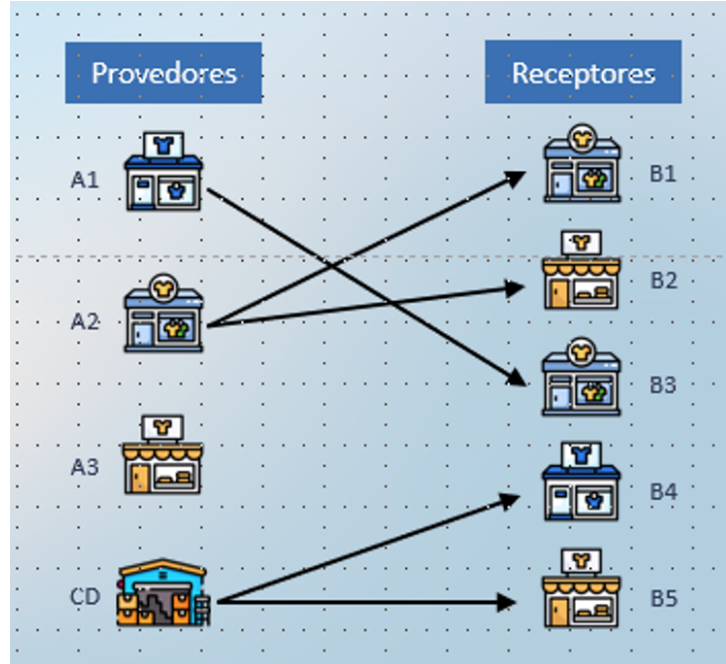 Provedores
Receptores
A1
B1
B2
A2
B3
A3
B4
CD
B5